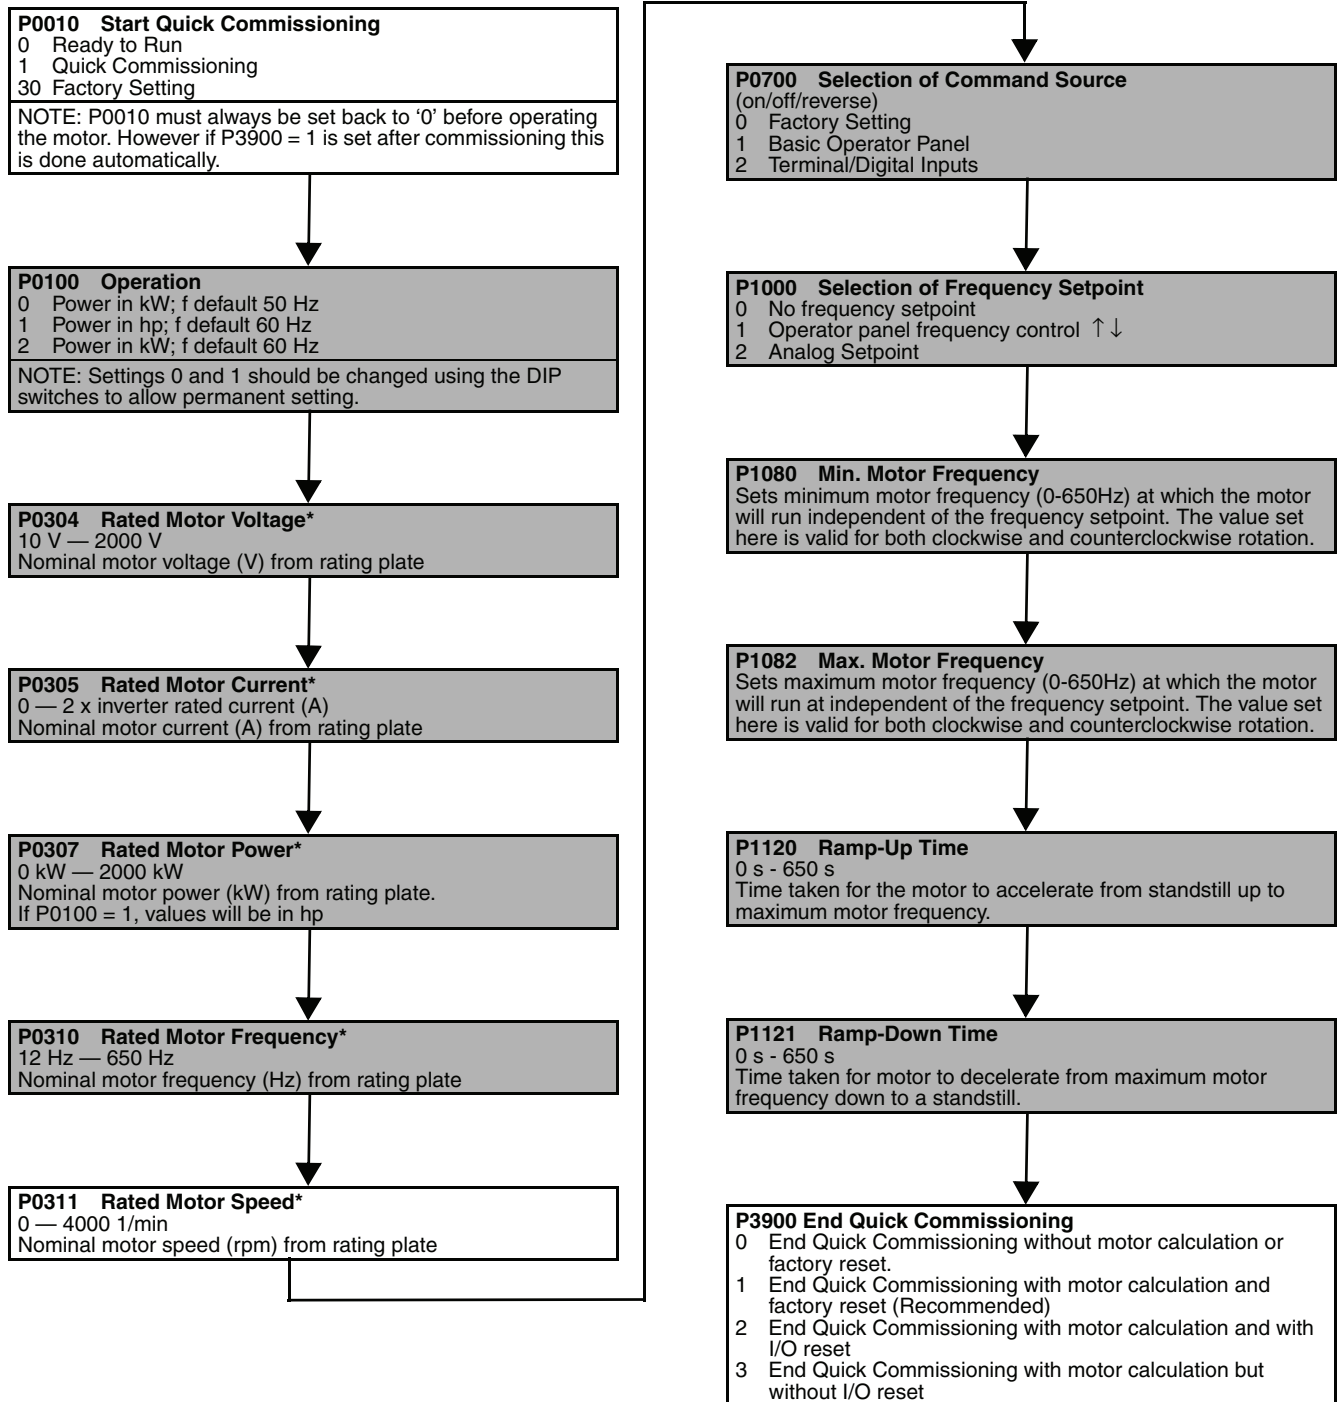 P0010 Start Quick Commissioning
0 Ready to Run
1 Quick Commissioning
30 Factory Setting
NOTE: P0010 must always be set back to ‘0’ before operating
the motor. However if P3900 = 1 is set after commissioning this
is done automatically.
P0100 Operation
0 Power in kW; f default 50 Hz
1 Power in hp; f default 60 Hz
2 Power in kW; f default 60 Hz
NOTE: Settings 0 and 1 should be changed using the DIP
switches to allow permanent setting.
P0304 Rated Motor Voltage*
10 V — 2000 V
Nominal motor voltage (V) from rating plate
P0305 Rated Motor Current*
0 — 2 x inverter rated current (A)
Nominal motor current (A) from rating plate
P0307 Rated Motor Power*
0 kW — 2000 kW
Nominal motor power (kW) from rating plate.
If P0100 = 1, values will be in hp
P0310 Rated Motor Frequency*
12 Hz — 650 Hz
Nominal motor frequency (Hz) from rating plate
P0311 Rated Motor Speed*
0 — 4000 1/min
Nominal motor speed (rpm) from rating plate
P0700 Selection of Command Source
(on/off/reverse)
0 Factory Setting
1 Basic Operator Panel
2 Terminal/Digital Inputs
P1000 Selection of Frequency Setpoint
0 No frequency setpoint
1 Operator panel frequency control ↑↓
2 Analog Setpoint
P1080 Min. Motor Frequency
Sets minimum motor frequency (0-650Hz) at which the motor
will run independent of the frequency setpoint. The value set
here is valid for both clockwise and counterclockwise rotation.
P1082 Max. Motor Frequency
Sets maximum motor frequency (0-650Hz) at which the motor
will run at independent of the frequency setpoint. The value set
here is valid for both clockwise and counterclockwise rotation.
P1120 Ramp-Up Time
0 s - 650 s
Time taken for the motor to accelerate from standstill up to
maximum motor frequency.
P1121 Ramp-Down Time
0 s - 650 s
Time taken for motor to decelerate from maximum motor
frequency down to a standstill.
P3900 End Quick Commissioning
0 End Quick Commissioning without motor calculation or
factory reset.
1 End Quick Commissioning with motor calculation and
factory reset (Recommended)
2 End Quick Commissioning with motor calculation and with
I/O reset
3 End Quick Commissioning with motor calculation but
without I/O reset